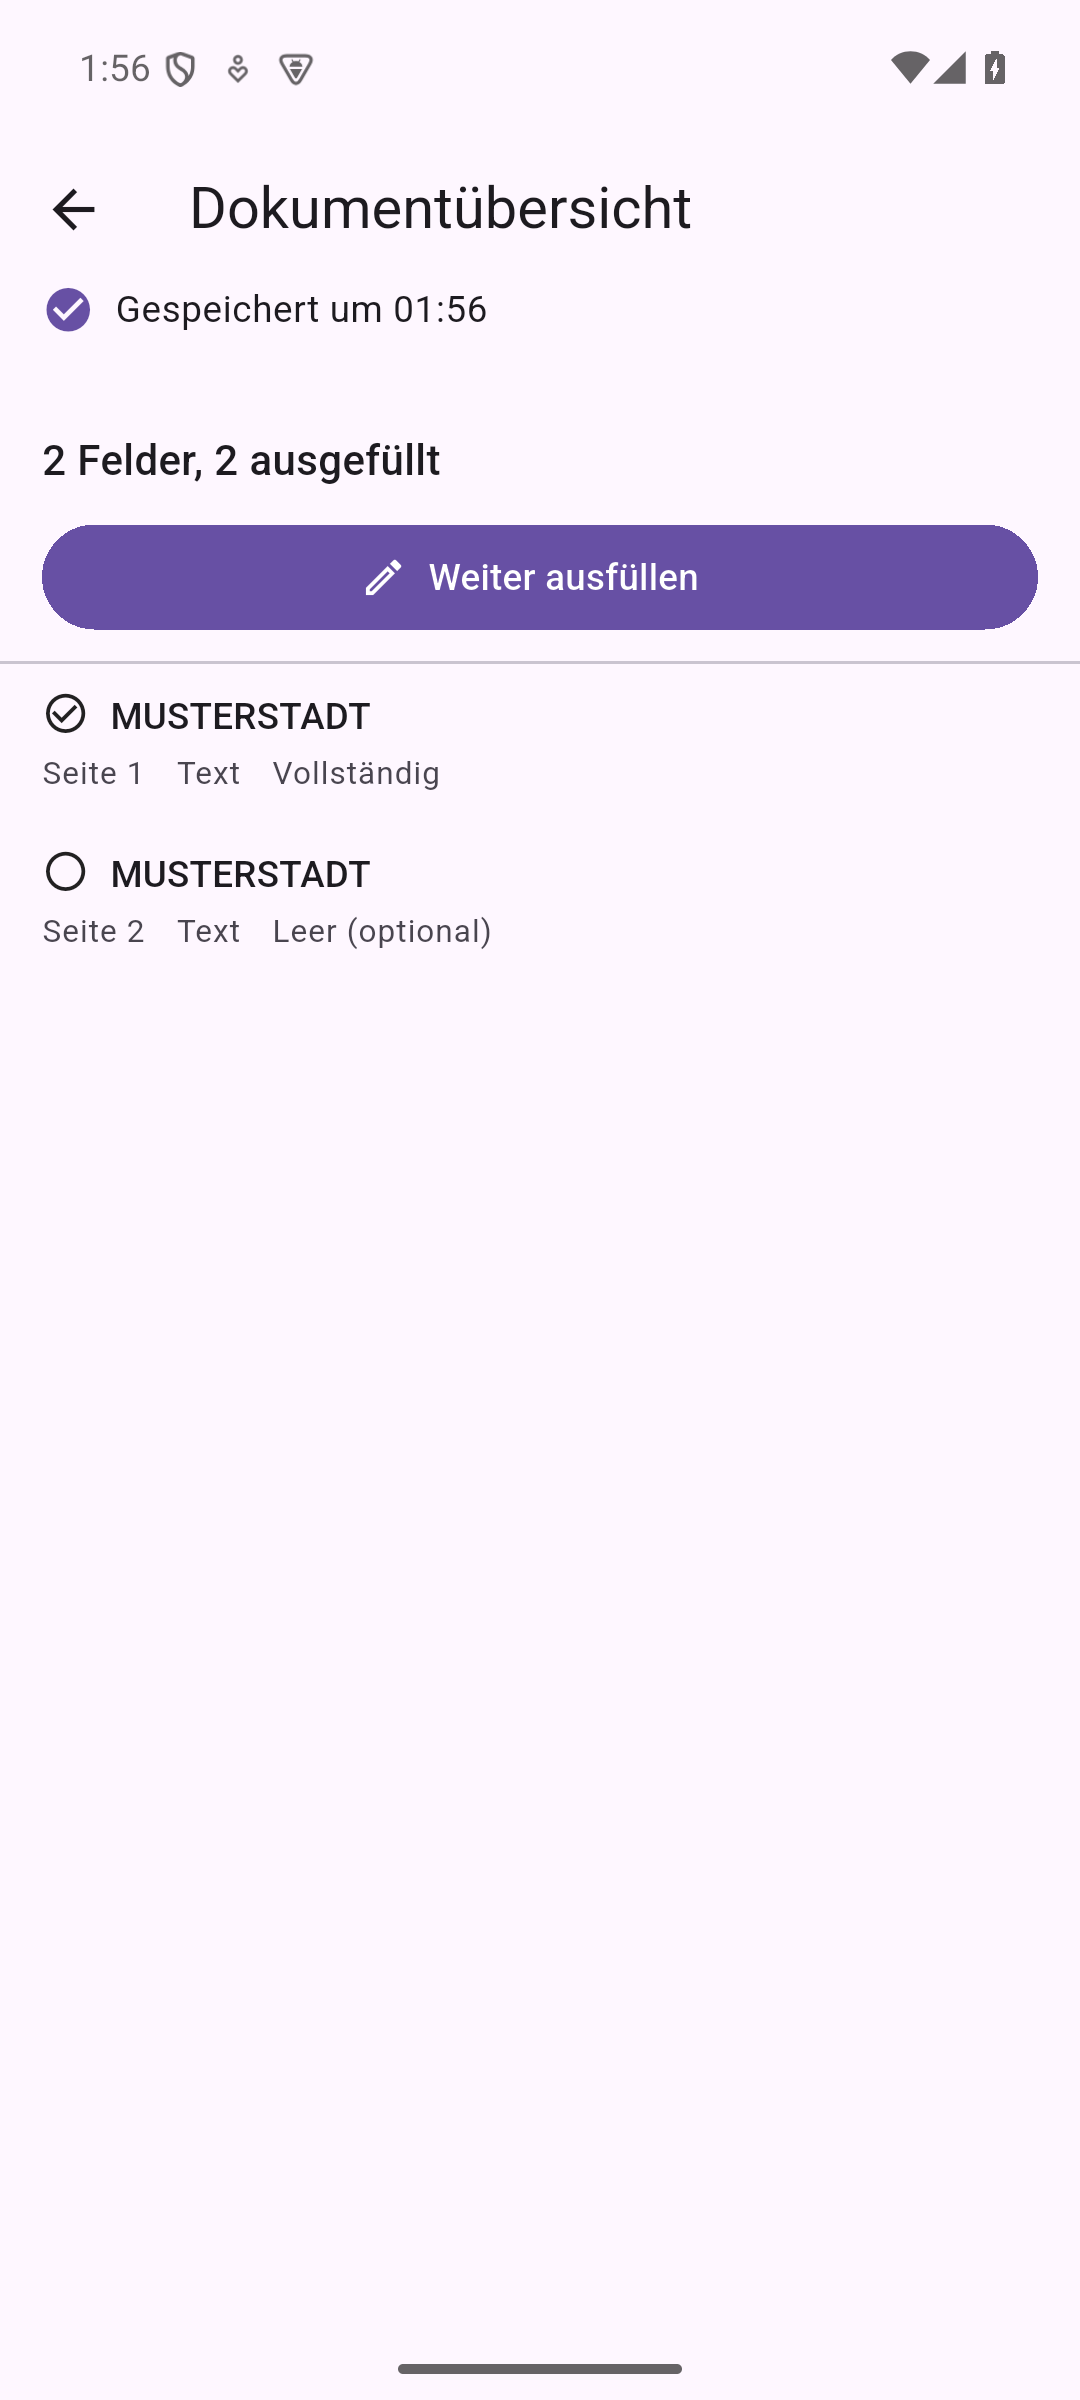 1:56
Dokumentübersicht
Gespeichert um 01:56
2 Felder, 2 ausgefüllt
Weiter ausfüllen
MUSTERSTADT
Seite 1 Text Vollständig
MUSTERSTADT
Seite 2 Text Leer (optional)